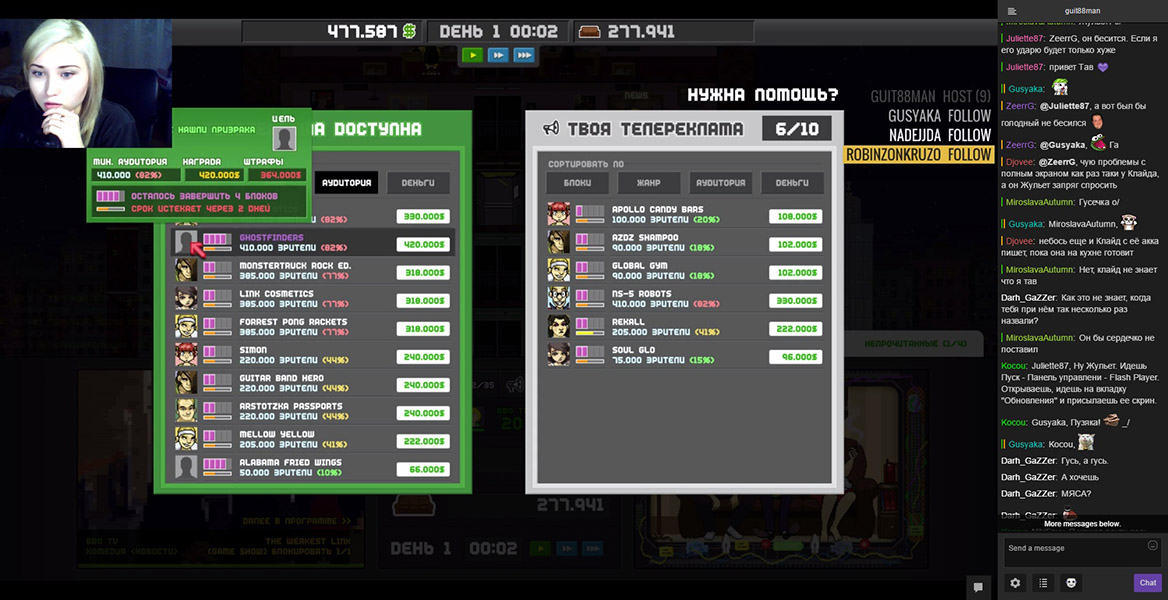 477.587$
ДЕНЬ 1 00:02
277.941
guit88man
НУЖНА ПОМОЩЬ?
GUIT88MAN HOST (9)
GUSYAKA FOLLOW
NADEJJDA FOLLOW
ROBINZONKRUZO FOLLOW
НАШЛИ ПРИЗРАКА
ЦЕЛЬ
МИН. АУДИТОРИЯ НАГРАДА ШТРАФЫ
410.000 (82%) 420.000$ 364.000$
ОСТАЛОСЬ ЗАВЕРШИТЬ 4 БЛОКОВ
СРОК ИСТЕКАЕТ ЧЕРЕЗ 2 ДНЕЙ
ДОСТУПНА
АУДИТОРИЯ
ДЕНЬГИ
(82%) 330.000$
GHOSTFINDERS
410.000 ЗРИТЕЛИ (82%) 420.000$
MONSTERTRUCK ROCK ED.
385.000 ЗРИТЕЛИ (77%) 318.000$
LINK COSMETICS
385.000 ЗРИТЕЛИ (77%) 318.000$
FORREST PONG RACKETS
385.000 ЗРИТЕЛИ (77%) 318.000$
SIMON
220.000 ЗРИТЕЛИ (44%) 240.000$
GUITAR BAND HERO
220.000 ЗРИТЕЛИ (44%) 240.000$
ARSTOTZKA PASSPORTS
220.000 ЗРИТЕЛИ (44%) 240.000$
MELLOW YELLOW
205.000 ЗРИТЕЛИ (41%) 222.000$
ALABAMA FRIED WINGS
50.000 ЗРИТЕЛИ (10%) 66.000$
ТВОЯ ТЕЛЕРЕКЛАМА 6/10
СОРТИРОВАТЬ ПО
БЛОКИ ЖАНР АУДИТОРИЯ ДЕНЬГИ
APOLLO CANDY BARS
100.000 ЗРИТЕЛИ (20%) 108.000$
AZDZ SHAMPOO
90.000 ЗРИТЕЛИ (18%) 102.000$
GLOBAL GYM
90.000 ЗРИТЕЛИ (18%) 102.000$
NS-5 ROBOTS
410.000 ЗРИТЕЛИ (82%) 330.000$
REKALL
205.000 ЗРИТЕЛИ (41%) 222.000$
SOUL GLO
75.000 ЗРИТЕЛИ (15%) 96.000$
НЕПРОЧИТАННЫЕ (3/4)
ДАЛЕЕ В ПРОГРАММЕ >>
THE WEAKEST LINK
КОМЕДИЯ (НОВОСТИ)
(GAME SHOW) БЛОКИРОВАТЬ 1/1
277.941
ДЕНЬ 1 00:02
Juliette87: ZeerrG, он бесится. Если я
его ударю будет только хуже
Juliette87: привет Тав
Gusyaka:
ZeerrG: @Juliette87, а вот был бы
голодный не бесился
ZeerrG: @Gusyaka, Га
Djovee: @ZeerrG, чую проблемы с
полным экраном как раз таки у Клайда,
а он Жульет запряг спросить
MiroslavaAutumn: Гусечка о/
Gusyaka: MiroslavaAutumn,
Djovee: небось еще и Клайд с её акка
пишет, пока она на кухне готовит
MiroslavaAutumn: Нет, клайд не знает
что я тав
Darh_GaZZer: Как это не знает, когда
тебя при нём так несколько раз
назвали?
MiroslavaAutumn: Он бы сердечко не
поставил
Kocou: Juliette87, Ну Жульет. Идешь
Пуск - Панель управлени - Flash Player.
Открываешь, идешь на вкладку
"Обновления" и присылаешь ее скрин.
Kocou: Gusyaka, Пузяка! _/
Gusyaka: Kocou,
Darh_GaZZer: Гусь, а гусь.
Darh_GaZZer: А хочешь
Darh_GaZZer: МЯСА?
Darh_GaZZer:
More messages below.
Send a message
Chat